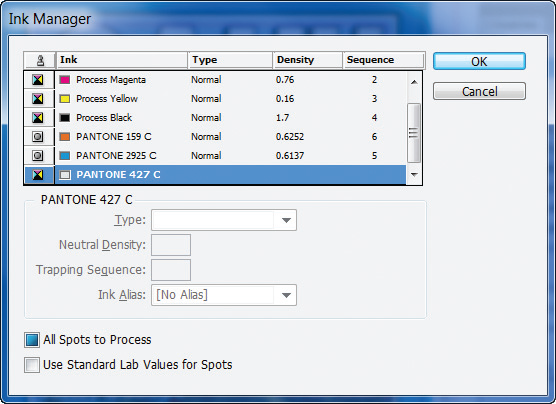 Ink Manager
Ink Type Density Sequence
Process Magenta Normal 0.76 2
Process Yellow Normal 0.16 3
Process Black Normal 1.7 4
PANTONE 159 C Normal 0.6252 6
PANTONE 2925 C Normal 0.6137 5
PANTONE 427 C
OK
Cancel
PANTONE 427 C
Type:
Neutral Density:
Trapping Sequence:
Ink Alias: [No Alias]
All Spots to Process
Use Standard Lab Values for Spots